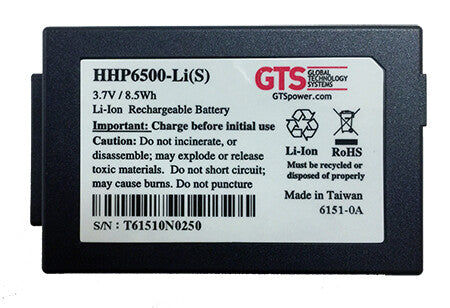 HHP6500-Li(S)
3.7V / 8.5Wh
Li-Ion Rechargeable Battery
GTS GLOBAL TECHNOLOGY SYSTEMS
GTSpower.com
Important: Charge before initial use
Caution: Do not incinerate, or
disassemble; may explode or release
toxic materials. Do not short circuit;
may cause burns. Do not puncture
Li-Ion RoHS
Must be recycled or
disposed of properly
S/N: T61510N0250
Made in Taiwan
6151-0A